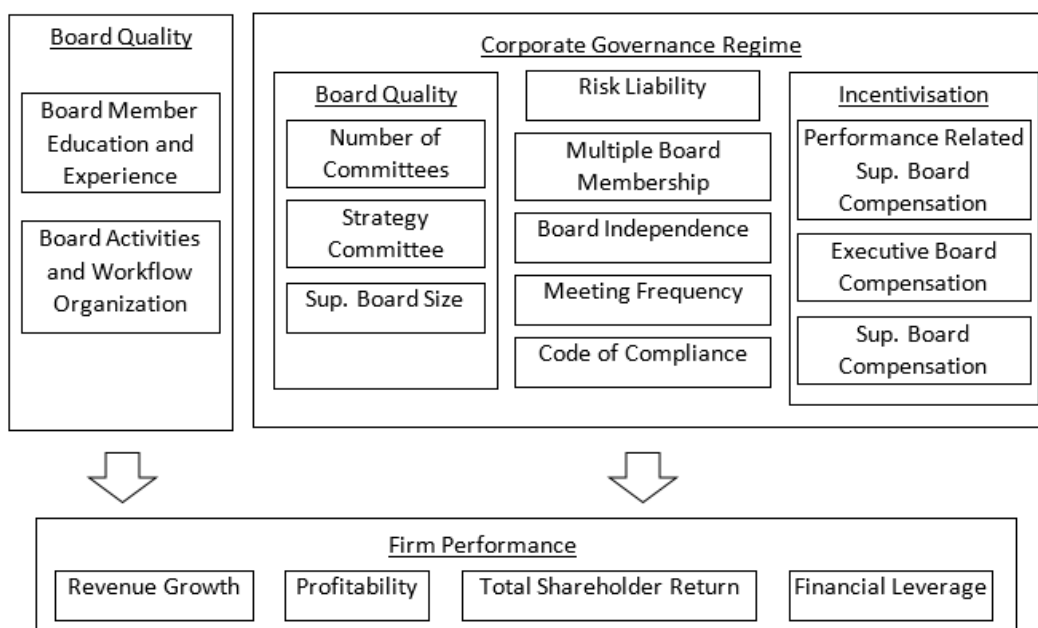 Board Quality
Board Member
Education and
Experience
Board Activities
and Workflow
Organization
Corporate Governance Regime
Board Quality
Number of
Committees
Strategy
Committee
Sup. Board Size
Risk Liability
Multiple Board
Membership
Board Independence
Meeting Frequency
Code of Compliance
Incentivisation
Performance Related
Sup. Board
Compensation
Executive Board
Compensation
Sup. Board
Compensation
Firm Performance
Revenue Growth
Profitability
Total Shareholder Return
Financial Leverage